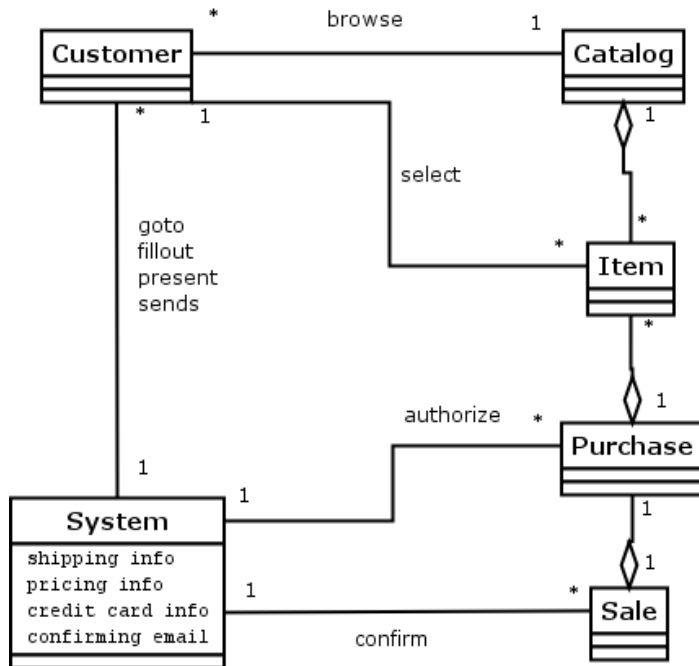 * browse 1
Customer
Catalog
* 1
1
select
*
goto
fillout
present
sends
*
Item
*
authorize
*
1
Purchase
1
1
1
System
1
shipping info
pricing info
credit card info
confirming email
1
*
Sale
confirm